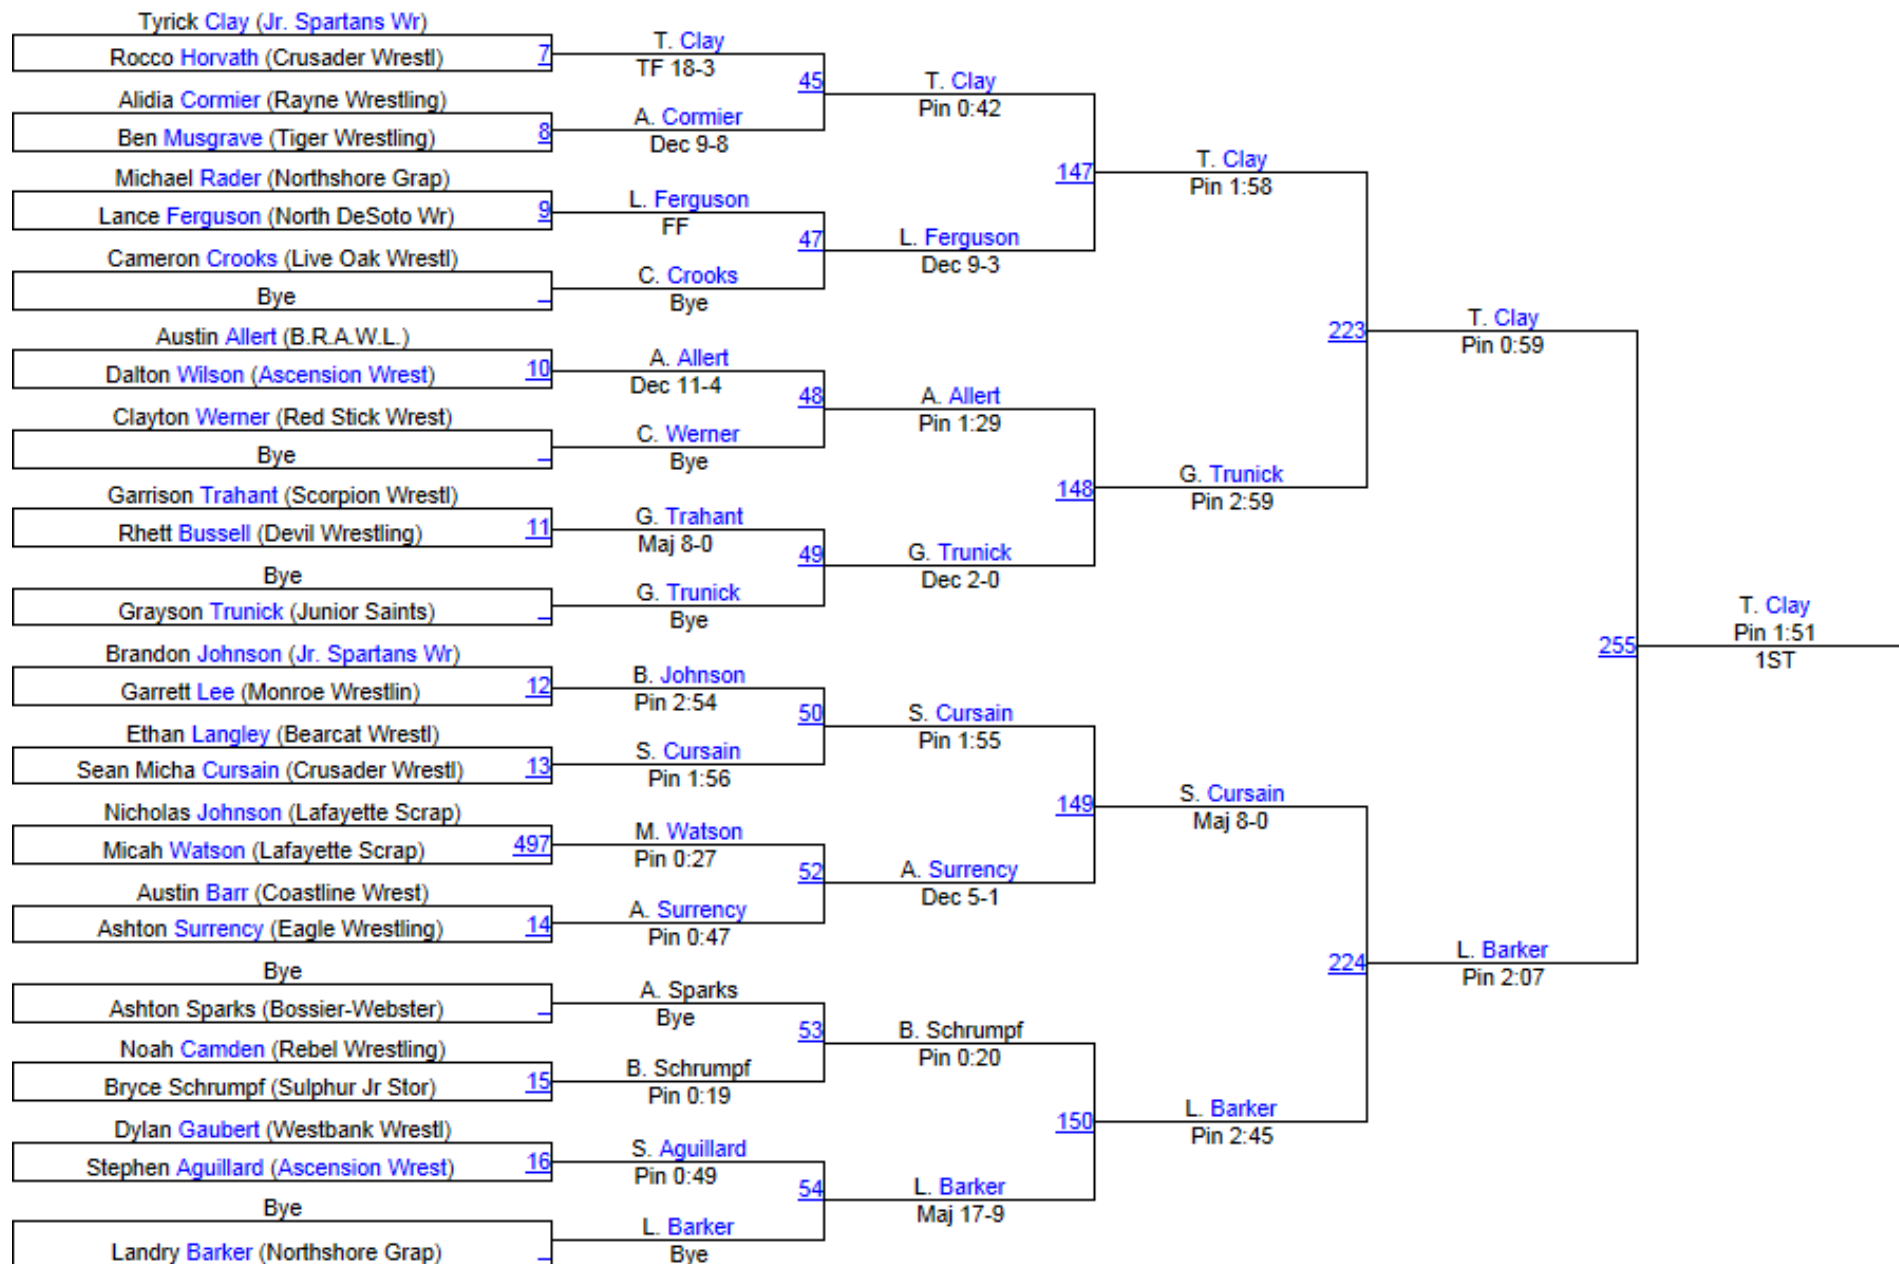 Tyrick Clay (Jr. Spartans Wr)
Rocco Horvath (Crusader Wrestl) 7
Alidia Cormier (Rayne Wrestling)
Ben Musgrave (Tiger Wrestling) 8
Michael Rader (Northshore Grap)
Lance Ferguson (North DeSoto Wr) 9
Cameron Crooks (Live Oak Wrestl)
Bye
Austin Allert (B.R.A.W.L.)
Dalton Wilson (Ascension Wrest) 10
Clayton Werner (Red Stick Wrest)
Bye
Garrison Trahant (Scorpion Wrestl)
Rhett Bussell (Devil Wrestling) 11
Bye
Grayson Trunick (Junior Saints)
Brandon Johnson (Jr. Spartans Wr)
Garrett Lee (Monroe Wrestlin) 12
Ethan Langley (Bearcat Wrestl)
Sean Micha Cursain (Crusader Wrestl) 13
Nicholas Johnson (Lafayette Scrap)
Micah Watson (Lafayette Scrap) 497
Austin Barr (Coastline Wrest)
Ashton Surrency (Eagle Wrestling) 14
Bye
Ashton Sparks (Bossier-Webster)
Noah Camden (Rebel Wrestling)
Bryce Schrumpf (Sulphur Jr Stor) 15
Dylan Gaubert (Westbank Wrestl)
Stephen Aguillard (Ascension Wrest) 16
Bye
Landry Barker (Northshore Grap)
T. Clay
TF 18-3
45
A. Cormier
Dec 9-8
L. Ferguson
FF
47
C. Crooks
Bye
A. Allert
Dec 11-4
48
C. Werner
Bye
G. Trahant
Maj 8-0
49
G. Trunick
Bye
B. Johnson
Pin 2:54
50
S. Cursain
Pin 1:56
M. Watson
Pin 0:27
52
A. Surrency
Pin 0:47
A. Sparks
Bye
53
B. Schrumpf
Pin 0:19
S. Aguillard
Pin 0:49
54
L. Barker
Bye
T. Clay
Pin 0:42
147
L. Ferguson
Dec 9-3
A. Allert
Pin 1:29
148
G. Trunick
Dec 2-0
S. Cursain
Pin 1:55
149
A. Surrency
Dec 5-1
B. Schrumpf
Pin 0:20
150
L. Barker
Maj 17-9
T. Clay
Pin 1:58
223
G. Trunick
Pin 2:59
S. Cursain
Maj 8-0
224
L. Barker
Pin 2:45
T. Clay
Pin 0:59
255
L. Barker
Pin 2:07
T. Clay
Pin 1:51
1ST